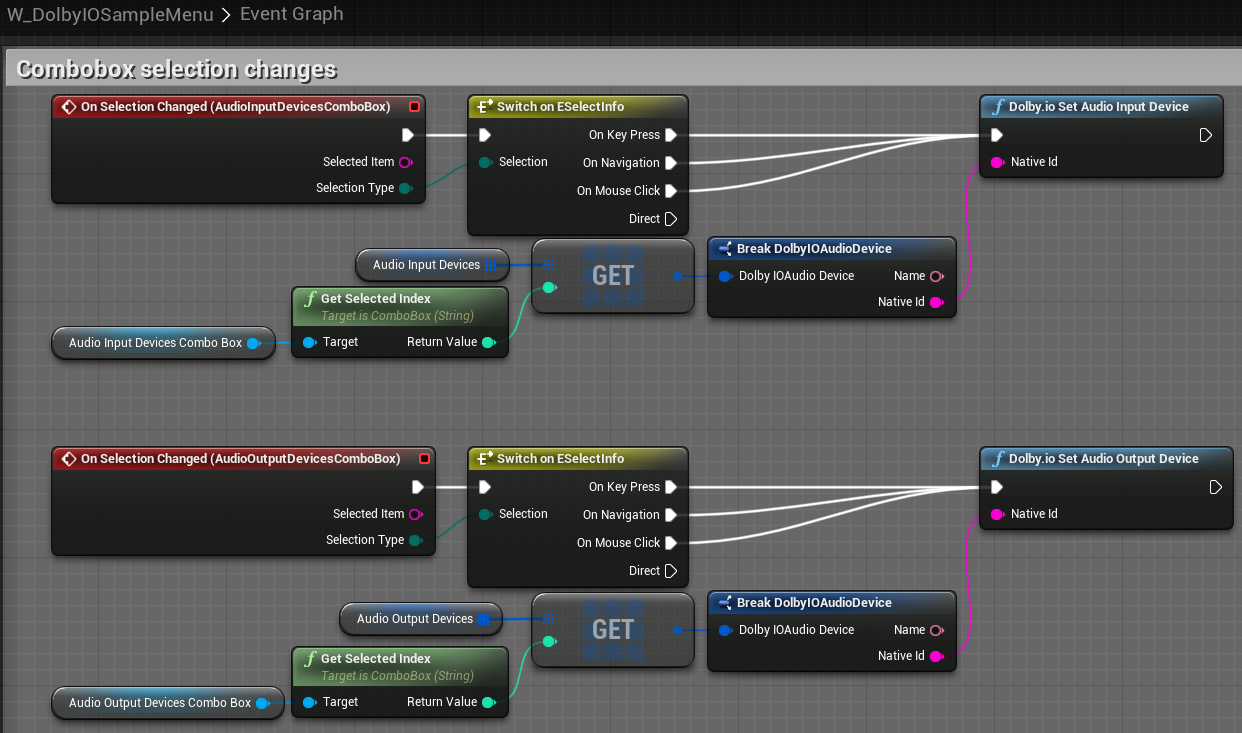 W_DolbyIOSampleMenu > Event Graph
Combobox selection changes
On Selection Changed (AudioInputDevicesComboBox)
Selected Item
Selection Type
Switch on ESelectInfo
Selection
On Key Press
On Navigation
On Mouse Click
Direct
Dolby.io Set Audio Input Device
Native Id
Audio Input Devices
GET
Break DolbyIOAudioDevice
Dolby IOAudio Device
Name
Native Id
Get Selected Index
Target is ComboBox (String)
Target
Return Value
Audio Input Devices Combo Box
On Selection Changed (AudioOutputDevicesComboBox)
Selected Item
Selection Type
Switch on ESelectInfo
Selection
On Key Press
On Navigation
On Mouse Click
Direct
Dolby.io Set Audio Output Device
Native Id
Audio Output Devices
GET
Break DolbyIOAudioDevice
Dolby IOAudio Device
Name
Native Id
Get Selected Index
Target is ComboBox (String)
Target
Return Value
Audio Output Devices Combo Box